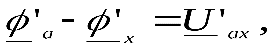 φ'ₐ - φ'ₓ = U'ₐₓ ,